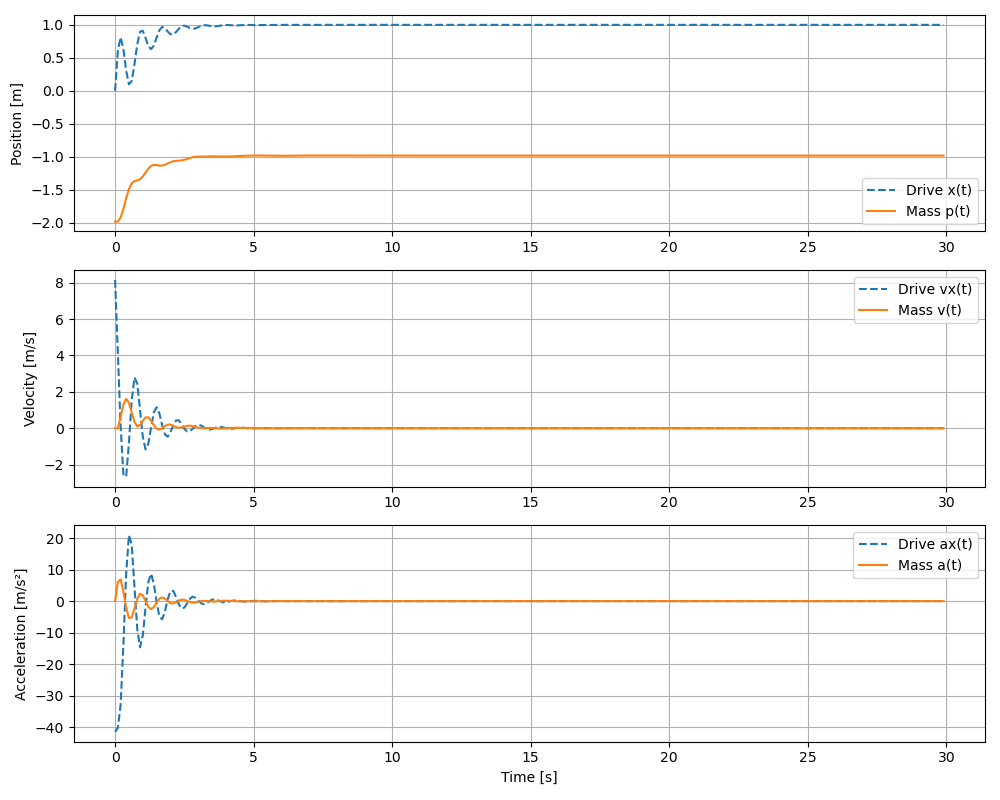 1.0
0.5
0.0
−0.5
−1.0
−1.5
−2.0
Position [m]
Drive x(t)
Mass p(t)
0 5 10 15 20 25 30
8
6
4
2
0
−2
Velocity [m/s]
Drive vx(t)
Mass v(t)
0 5 10 15 20 25 30
20
10
0
−10
−20
−30
−40
Acceleration [m/s²]
Drive ax(t)
Mass a(t)
0 5 10 15 20 25 30
Time [s]